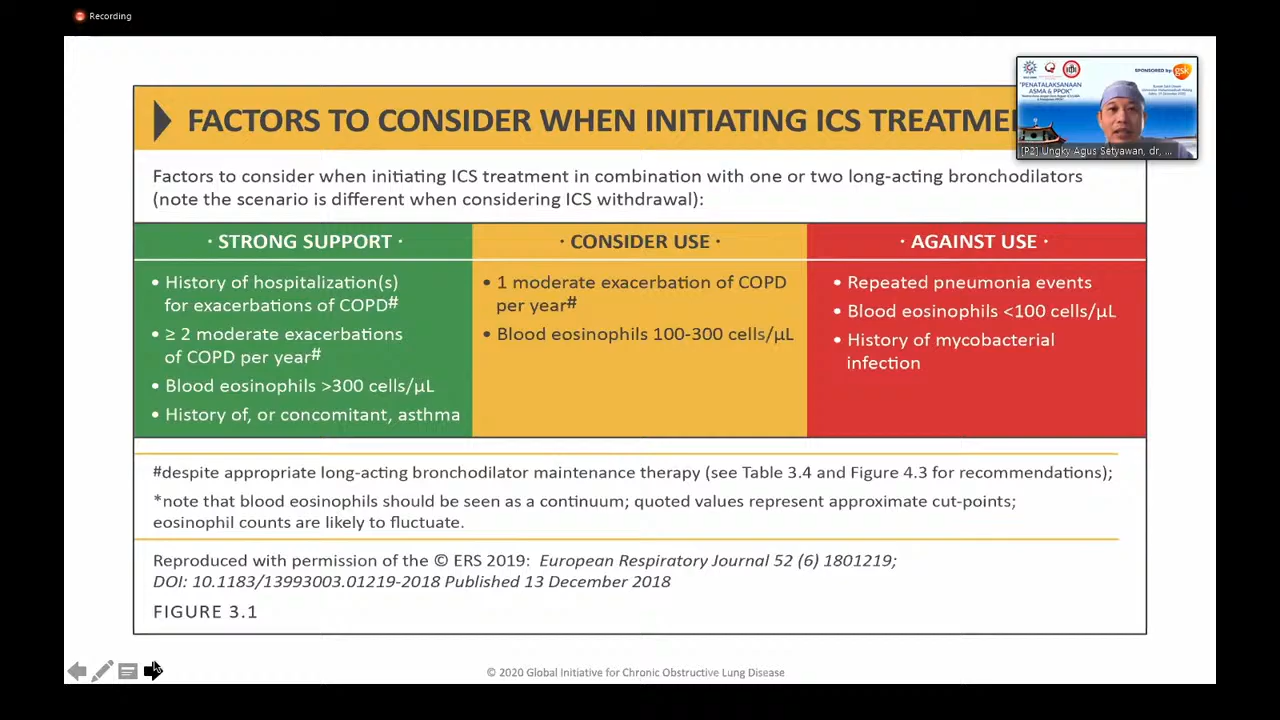 Recording
FACTORS TO CONSIDER WHEN INITIATING ICS TREATME
SPONSORED by: gsk
"PENATALAKSANAAN
ASMA & PPOK"
[P2] Ungky Agus Setyawan, dr, ...
Factors to consider when initiating ICS treatment in combination with one or two long-acting bronchodilators
(note the scenario is different when considering ICS withdrawal):
· STRONG SUPPORT ·
• History of hospitalization(s)
for exacerbations of COPD#
• ≥ 2 moderate exacerbations
of COPD per year#
• Blood eosinophils >300 cells/µL
• History of, or concomitant, asthma
· CONSIDER USE ·
• 1 moderate exacerbation of COPD
per year#
• Blood eosinophils 100-300 cells/µL
· AGAINST USE ·
• Repeated pneumonia events
• Blood eosinophils <100 cells/µL
• History of mycobacterial
infection
#despite appropriate long-acting bronchodilator maintenance therapy (see Table 3.4 and Figure 4.3 for recommendations);
*note that blood eosinophils should be seen as a continuum; quoted values represent approximate cut-points;
eosinophil counts are likely to fluctuate.
Reproduced with permission of the © ERS 2019: European Respiratory Journal 52 (6) 1801219;
DOI: 10.1183/13993003.01219-2018 Published 13 December 2018
FIGURE 3.1
© 2020 Global Initiative for Chronic Obstructive Lung Disease